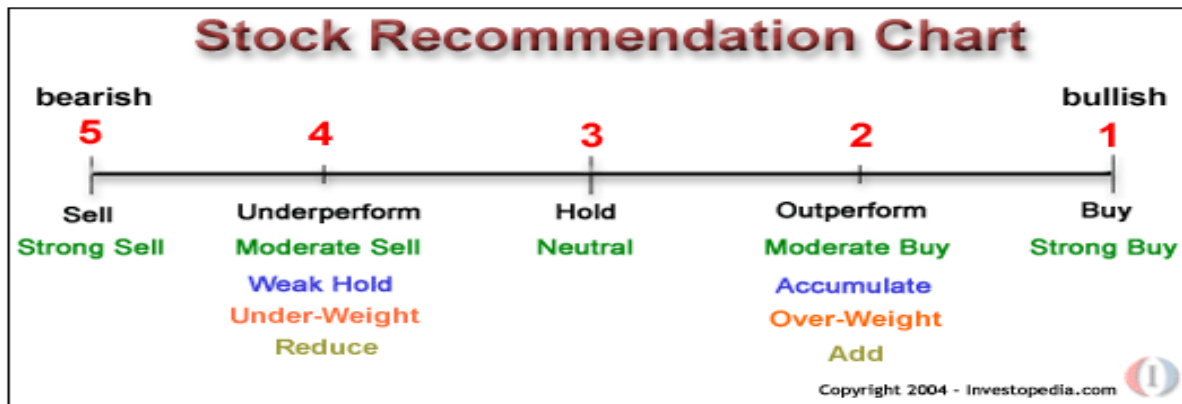 Stock Recommendation Chart
bearish bullish
5 4 3 2 1
Sell Underperform Hold Outperform Buy
Strong Sell Moderate Sell Neutral Moderate Buy Strong Buy
Weak Hold Accumulate
Under-Weight Over-Weight
Reduce Add
Copyright 2004 - Investopedia.com